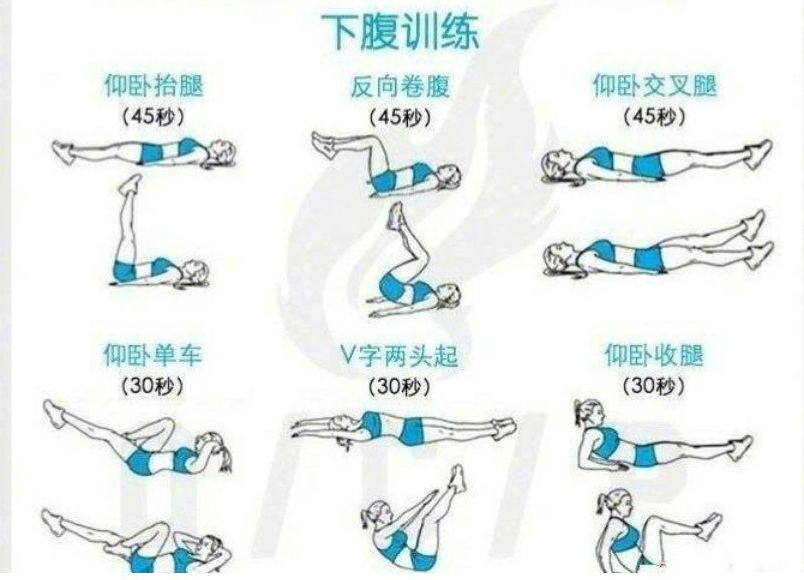 下腹训练
仰卧抬腿
(45秒)
反向卷腹
(45秒)
仰卧交叉腿
(45秒)
仰卧单车
(30秒)
V字两头起
(30秒)
仰卧收腿
(30秒)